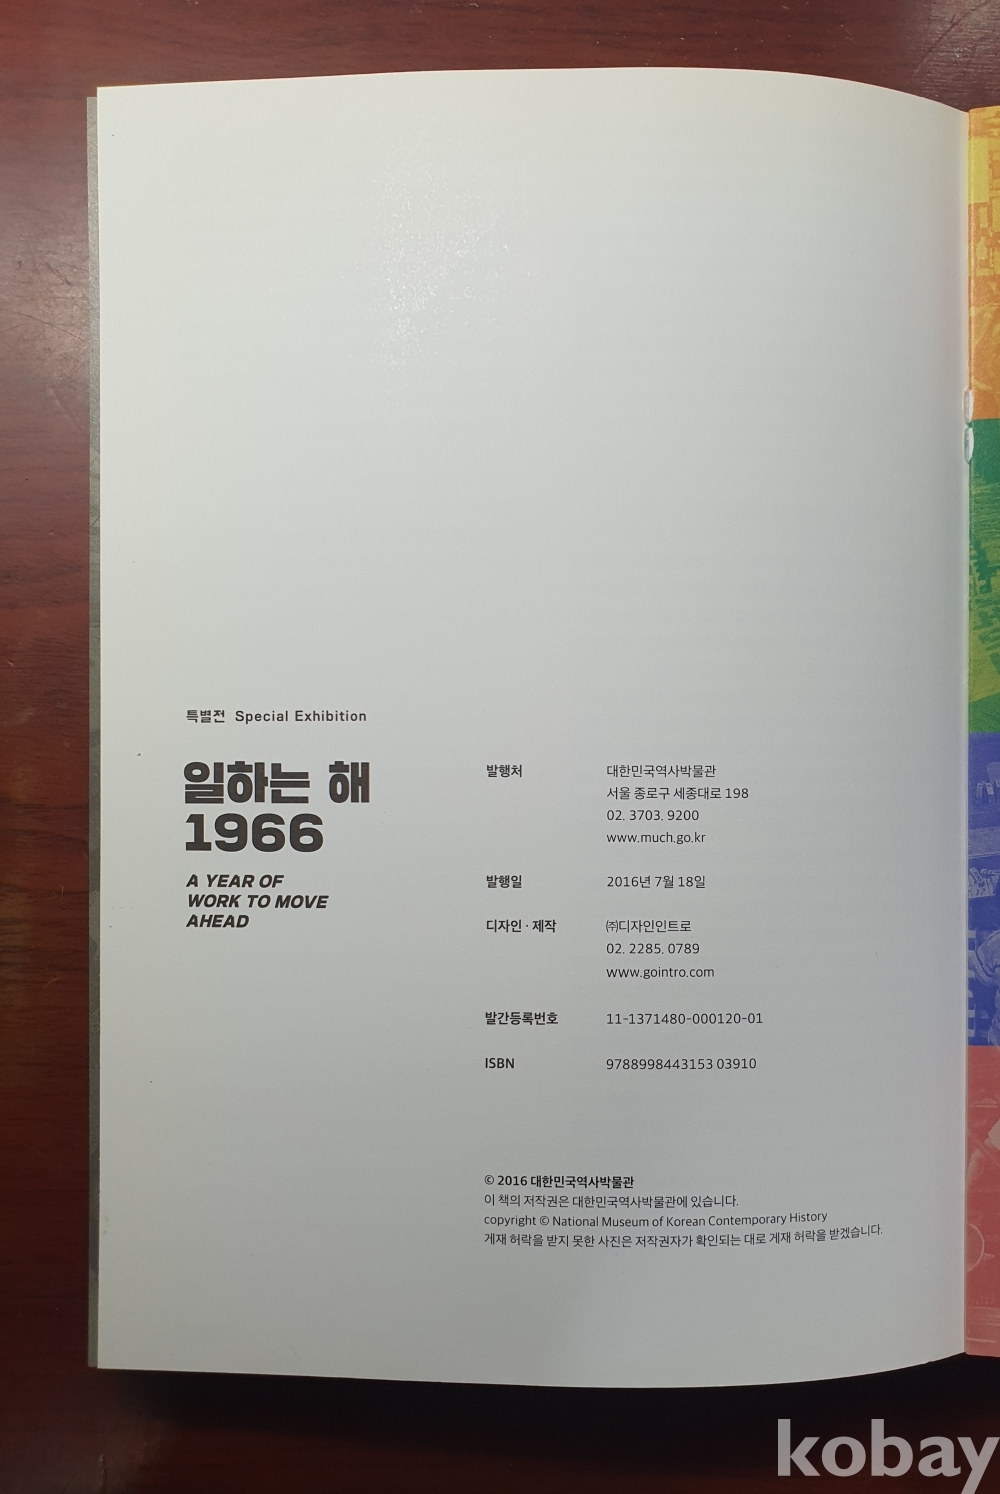 특별전 Special Exhibition
일하는 해
1966
A YEAR OF
WORK TO MOVE
AHEAD
발행처 대한민국역사박물관
서울 종로구 세종대로 198
02. 3703. 9200
www.much.go.kr
발행일 2016년 7월 18일
디자인 · 제작 ㈜디자인인트로
02. 2285. 0789
www.gointro.com
발간등록번호 11-1371480-000120-01
ISBN 9788998443153 03910
© 2016 대한민국역사박물관
이 책의 저작권은 대한민국역사박물관에 있습니다.
copyright © National Museum of Korean Contemporary History
게재 허락을 받지 못한 사진은 저작권자가 확인되는 대로 게재 허락을 받겠습니다.
kobay